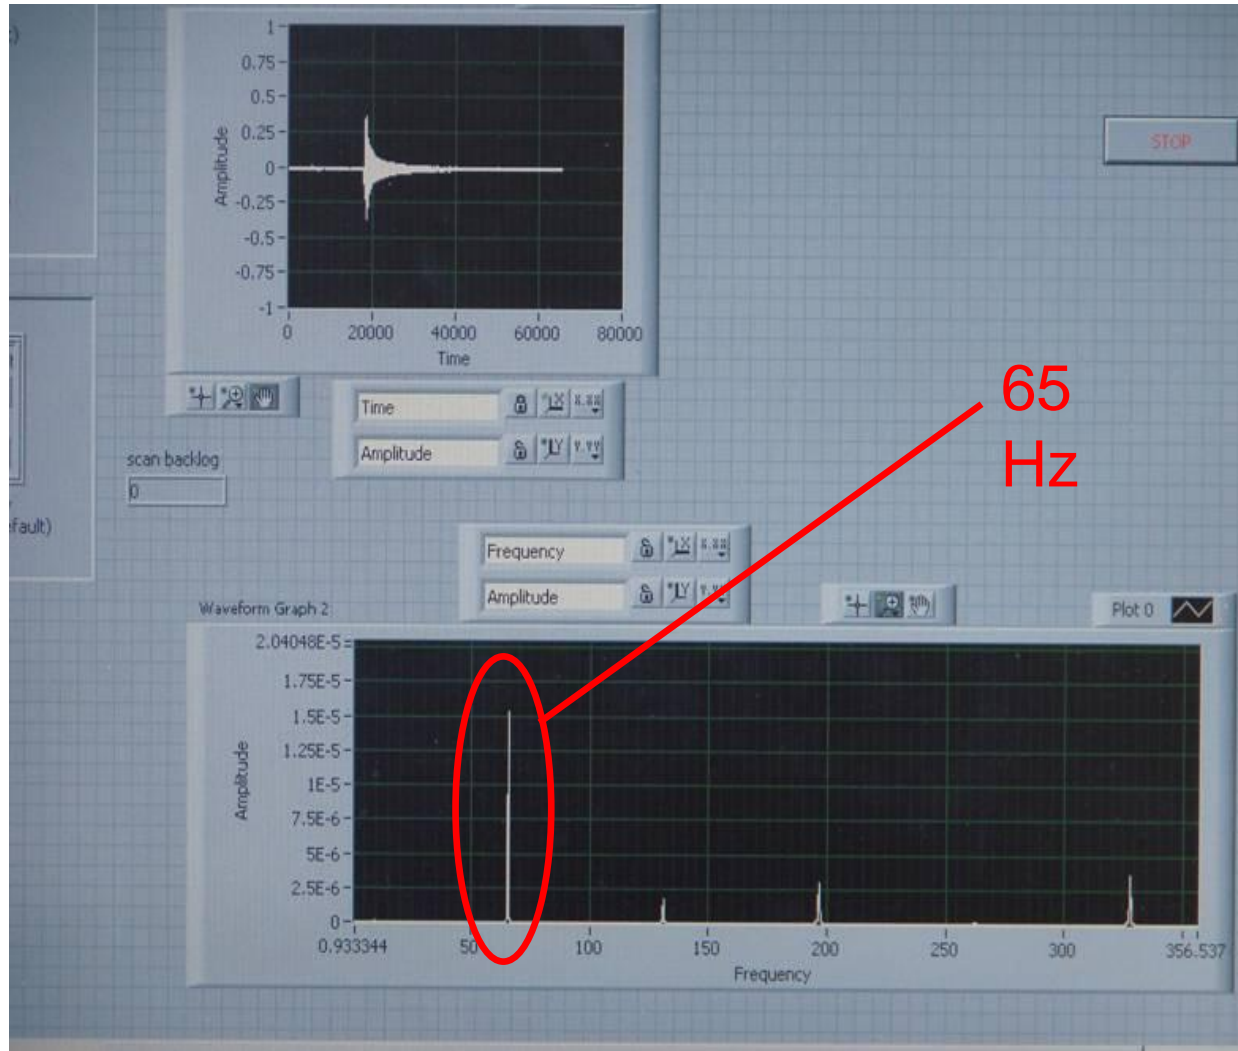 1
0.75
0.5
0.25
0
-0.25
-0.5
-0.75
-1
Amplitude
0 20000 40000 60000 80000
Time
STOP
Time
Amplitude
scan backlog
0
efault)
65
Hz
Frequency
Amplitude
Waveform Graph 2
Plot 0
2.04048E-5
1.75E-5
1.5E-5
1.25E-5
1E-5
7.5E-6
5E-6
2.5E-6
0
Amplitude
0.933344 50 100 150 200 250 300 356.537
Frequency